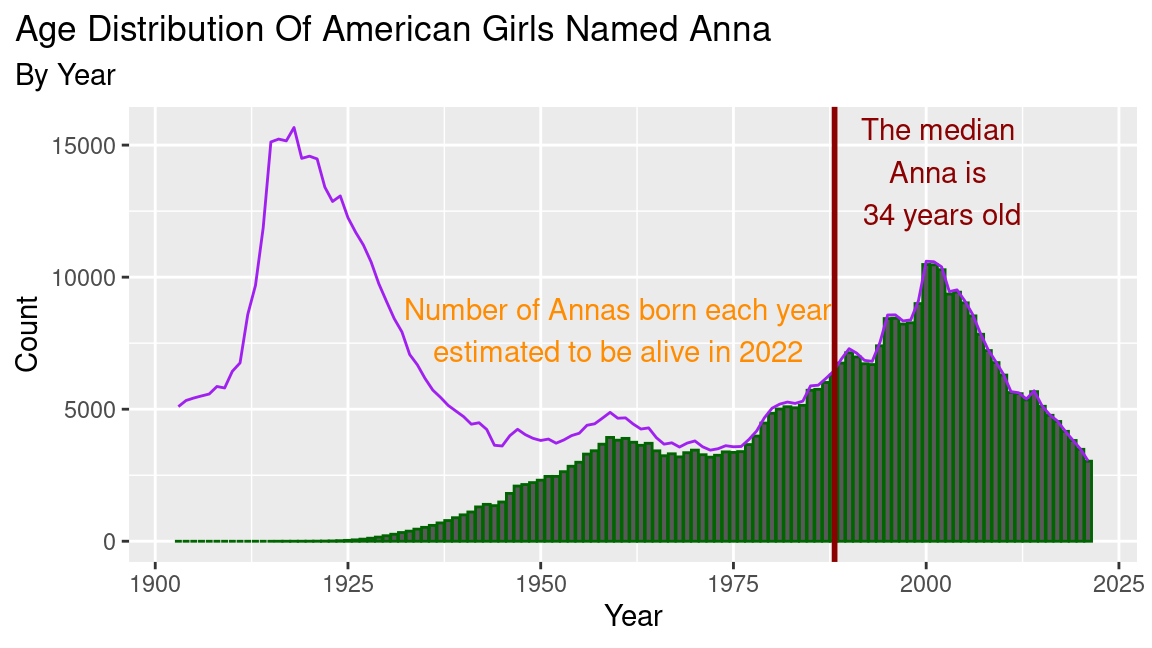 Age Distribution Of American Girls Named Anna
By Year
The median
Anna is
34 years old
Number of Annas born each year
estimated to be alive in 2022
Count
15000
10000
5000
0
1900 1925 1950 1975 2000 2025
Year